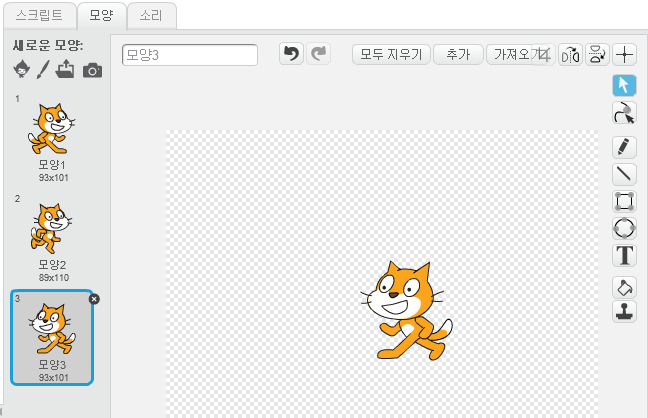 스크립트 모양 소리
새로운 모양:
모양3 모두 지우기 추가 가져오기
1
모양1
93x101
2
모양2
89x110
3
모양3
93x101
T